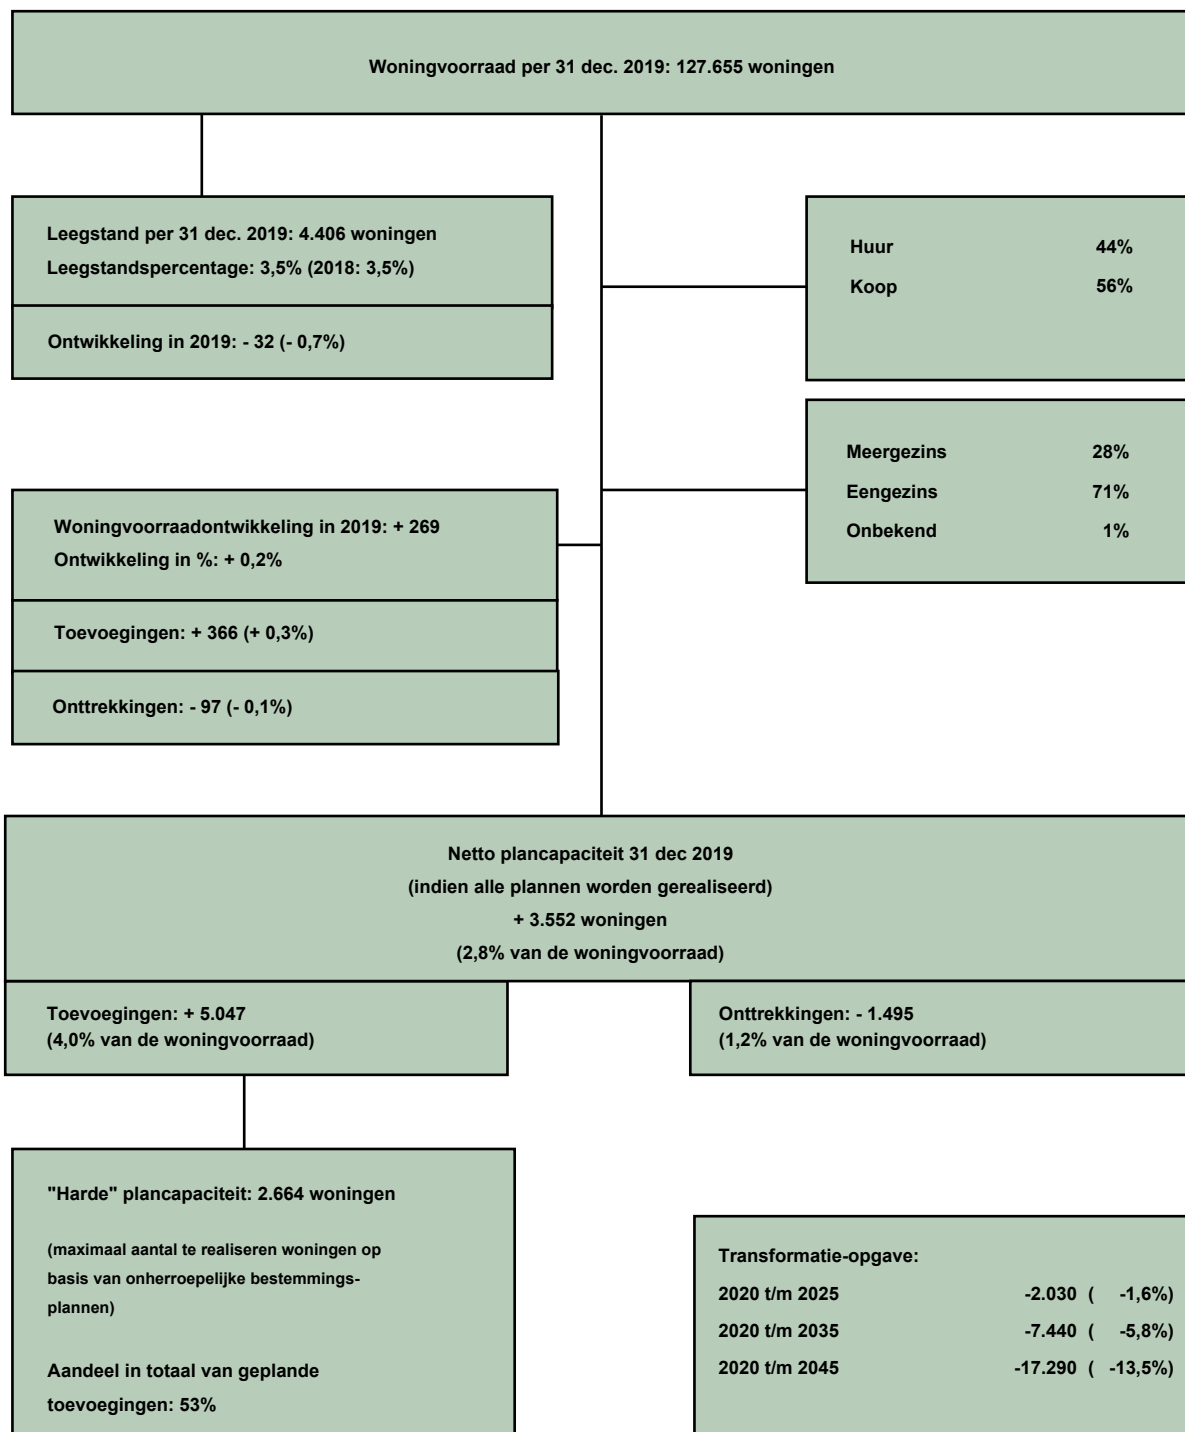 Woningvoorraad per 31 dec. 2019: 127.655 woningen
Leegstand per 31 dec. 2019: 4.406 woningen
Leegstandspercentage: 3,5% (2018: 3,5%)
Ontwikkeling in 2019: - 32 (- 0,7%)
Huur 44%
Koop 56%
Meergezins 28%
Eengezins 71%
Onbekend 1%
Woningvoorraadontwikkeling in 2019: + 269
Ontwikkeling in %: + 0,2%
Toevoegingen: + 366 (+ 0,3%)
Onttrekkingen: - 97 (- 0,1%)
Netto plancapaciteit 31 dec 2019
(indien alle plannen worden gerealiseerd)
+ 3.552 woningen
(2,8% van de woningvoorraad)
Toevoegingen: + 5.047
(4,0% van de woningvoorraad)
Onttrekkingen: - 1.495
(1,2% van de woningvoorraad)
"Harde" plancapaciteit: 2.664 woningen
(maximaal aantal te realiseren woningen op
basis van onherroepelijke bestemmings-
plannen)
Aandeel in totaal van geplande
toevoegingen: 53%
Transformatie-opgave:
2020 t/m 2025 -2.030 ( -1,6%)
2020 t/m 2035 -7.440 ( -5,8%)
2020 t/m 2045 -17.290 ( -13,5%)